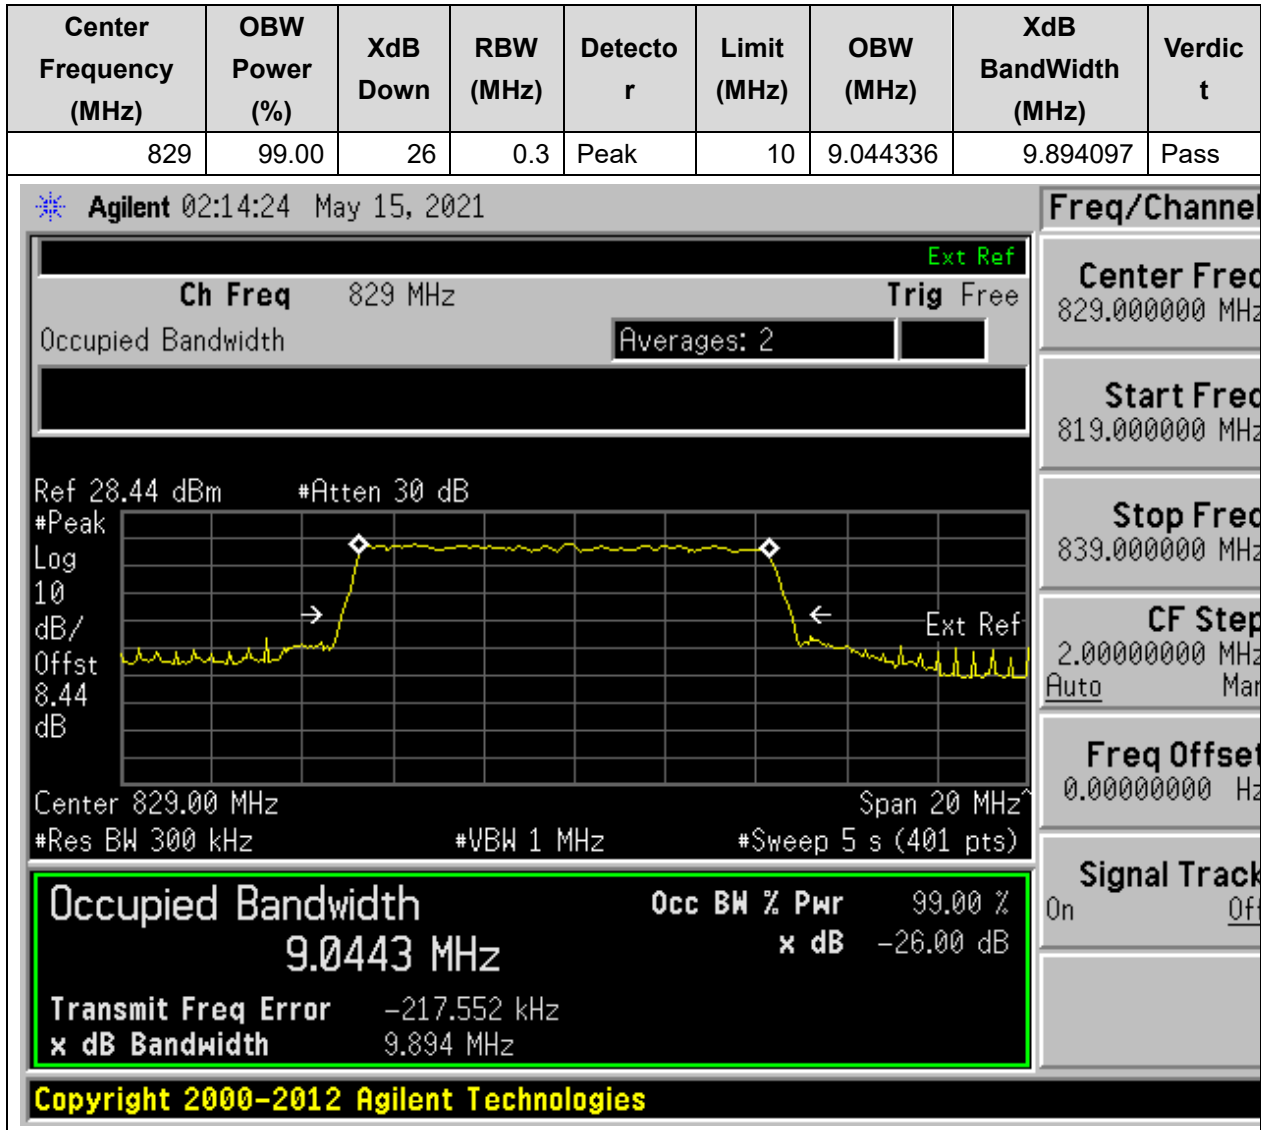 Center Frequency (MHz) OBW Power (%) XdB Down RBW (MHz) Detecto r Limit (MHz) OBW (MHz) XdB BandWidth (MHz) Verdic t
829 99.00 26 0.3 Peak 10 9.044336 9.894097 Pass
Agilent 02:14:24 May 15, 2021 Freq/Channel
Ext Ref
Ch Freq 829 MHz Trig Free
Occupied Bandwidth Averages: 2
Center Freq
829.000000 MHz
Start Freq
819.000000 MHz
Ref 28.44 dBm #Atten 30 dB
#Peak
Log
10
dB/
Offst
8.44
dB
Ext Ref
Stop Freq
839.000000 MHz
CF Step
2.00000000 MHz
Auto Man
Freq Offset
0.00000000 Hz
Center 829.00 MHz Span 20 MHz^
#Res BW 300 kHz #VBW 1 MHz #Sweep 5 s (401 pts)
Signal Track
On Off
Occupied Bandwidth Occ BW % Pwr 99.00 %
9.0443 MHz x dB -26.00 dB
Transmit Freq Error -217.552 kHz
x dB Bandwidth 9.894 MHz
Copyright 2000-2012 Agilent Technologies